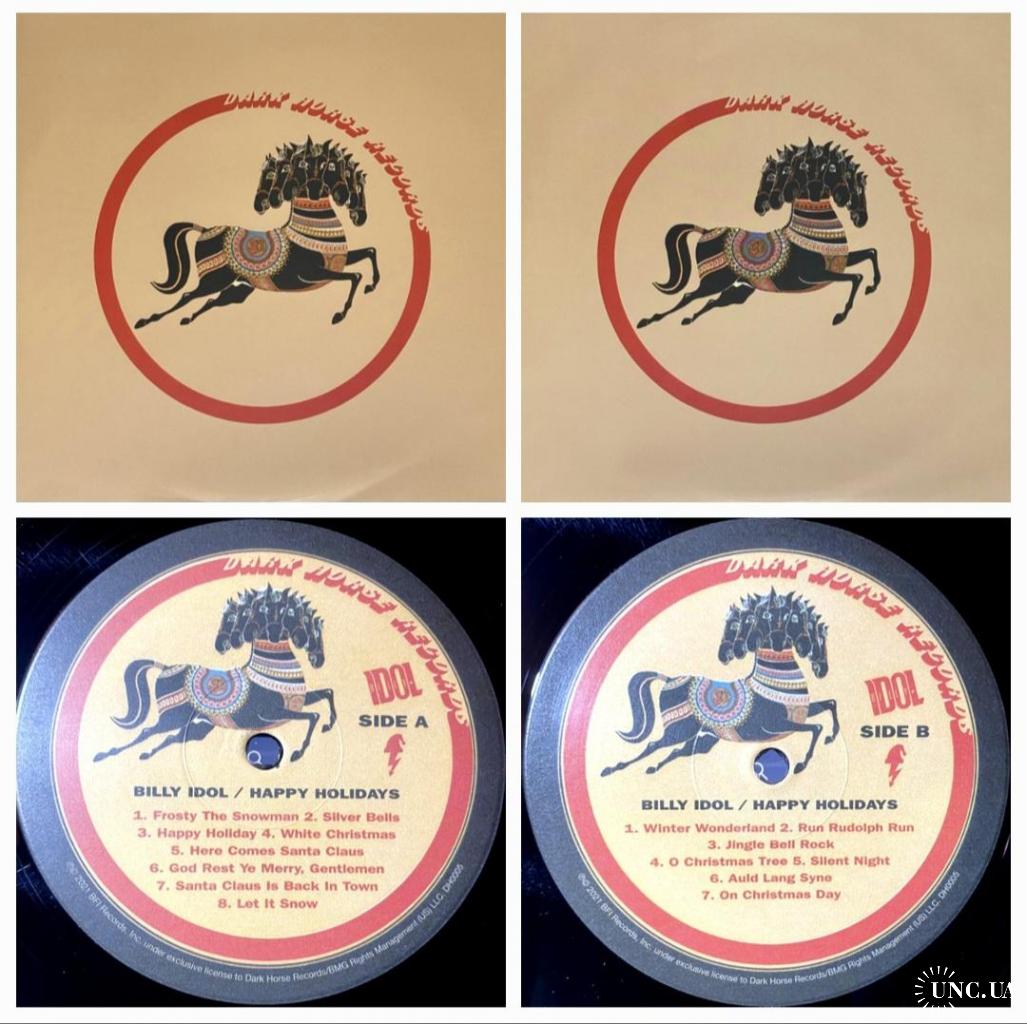 DARK HORSE RECORDS
DARK HORSE RECORDS
DARK HORSE RECORDS
IDOL
SIDE A
BILLY IDOL / HAPPY HOLIDAYS
1. Frosty The Snowman 2. Silver Bells
3. Happy Holiday 4. White Christmas
5. Here Comes Santa Claus
6. God Rest Ye Merry, Gentlemen
7. Santa Claus Is Back In Town
8. Let It Snow
℗© 2021 BFI Records, Inc. under exclusive license to Dark Horse Records/BMG Rights Management (US) LLC. DH0005
DARK HORSE RECORDS
IDOL
SIDE B
BILLY IDOL / HAPPY HOLIDAYS
1. Winter Wonderland 2. Run Rudolph Run
3. Jingle Bell Rock
4. O Christmas Tree 5. Silent Night
6. Auld Lang Syne
7. On Christmas Day
℗© 2021 BFI Records, Inc. under exclusive license to Dark Horse Records/BMG Rights Management (US) LLC. DH0005
UNC.UA